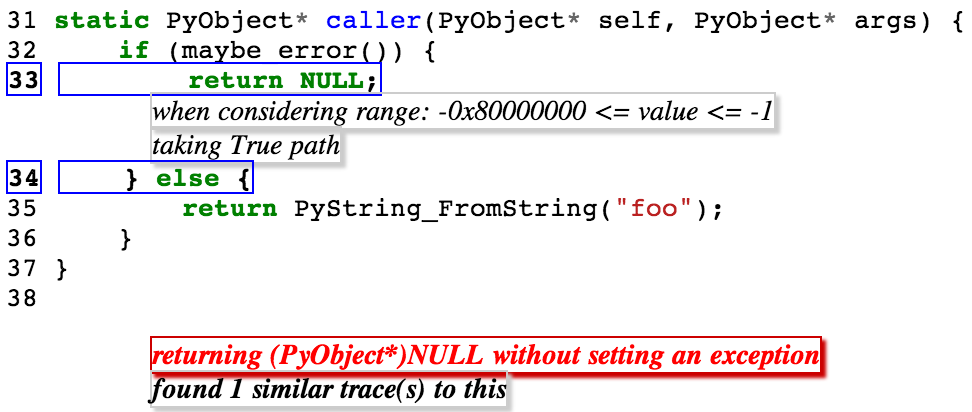 31 static PyObject* caller(PyObject* self, PyObject* args) {
32     if (maybe error()) {
33         return NULL;
when considering range: -0x80000000 <= value <= -1
taking True path
34     } else {
35         return PyString_FromString("foo");
36     }
37 }
38
returning (PyObject*)NULL without setting an exception
found 1 similar trace(s) to this